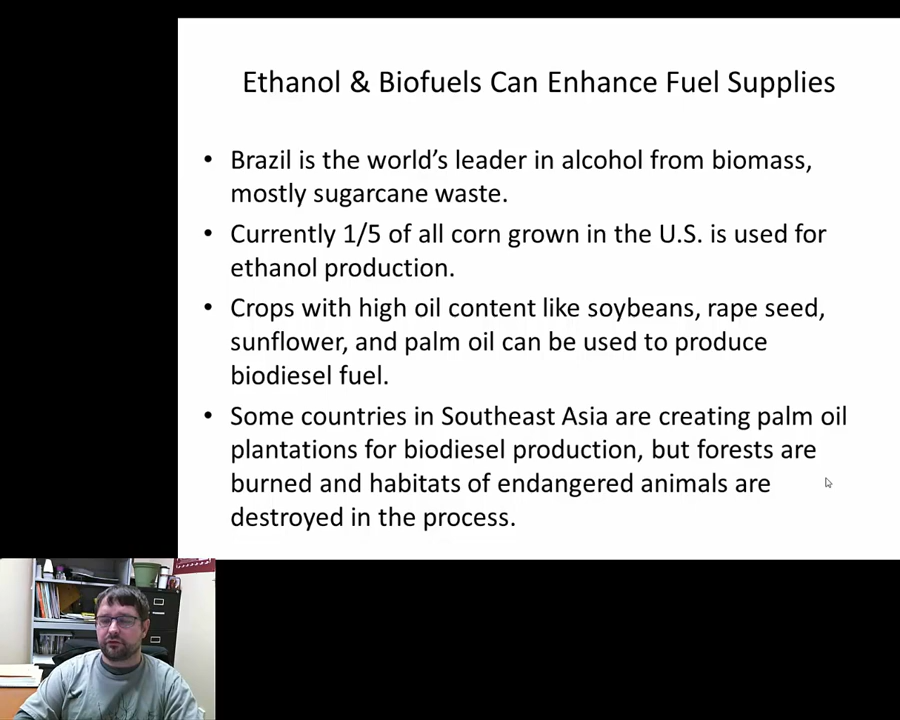 Ethanol & Biofuels Can Enhance Fuel Supplies
• Brazil is the world’s leader in alcohol from biomass,
mostly sugarcane waste.
• Currently 1/5 of all corn grown in the U.S. is used for
ethanol production.
• Crops with high oil content like soybeans, rape seed,
sunflower, and palm oil can be used to produce
biodiesel fuel.
• Some countries in Southeast Asia are creating palm oil
plantations for biodiesel production, but forests are
burned and habitats of endangered animals are
destroyed in the process.